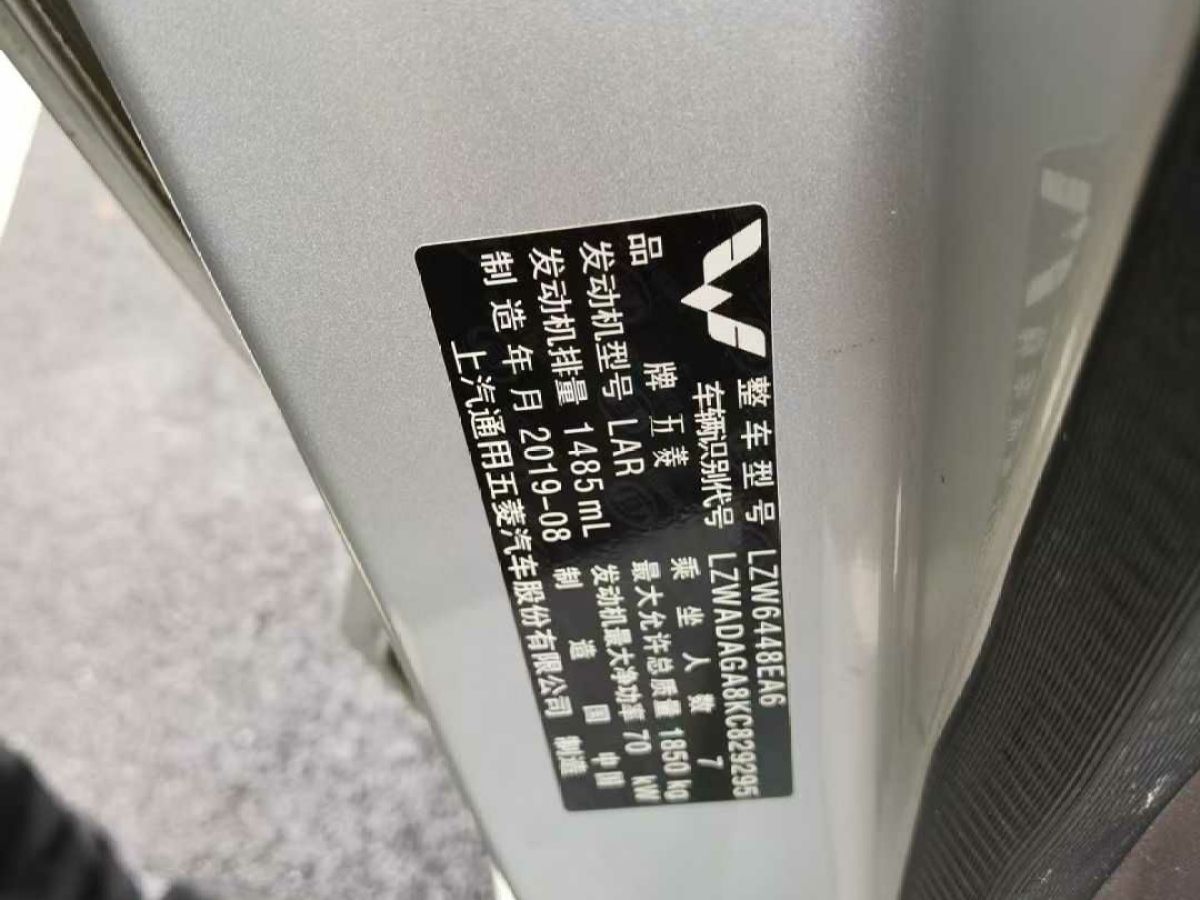 整车型号 LZW6448EA6
车辆识别代号 LZWADAGA8KC829295
品牌 五菱 乘坐人数 7
发动机型号 LAR 最大允许总质量 1850 kg
发动机排量 1485 mL 发动机最大净功率 70 kW
制造年月 2019-08 制造国 中国
上汽通用五菱汽车股份有限公司 制造